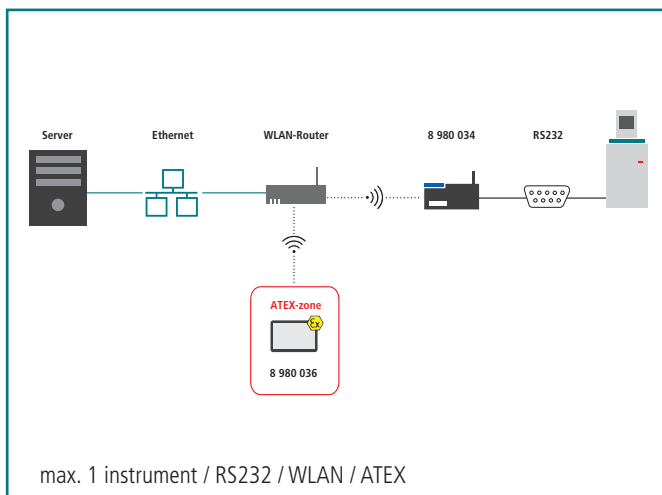 Server
Ethernet
WLAN-Router
8 980 034
RS232
ATEX-zone
Ex
8 980 036
max. 1 instrument / RS232 / WLAN / ATEX